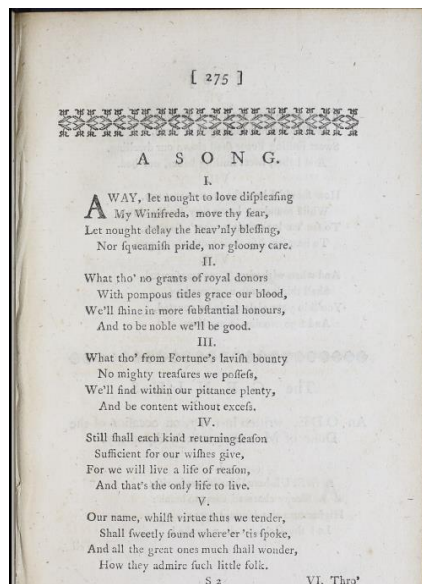 [ 275 ]
A SONG.
I.
AWAY, let nought to love diſpleaſing
My Winifreda, move thy fear,
Let nought delay the heav'nly bleſſing,
Nor ſqueamiſh pride, nor gloomy care.
II.
What tho' no grants of royal donors
With pompous titles grace our blood,
We'll ſhine in more ſubſtantial honours,
And to be noble we'll be good.
III.
What tho' from Fortune's laviſh bounty
No mighty treaſures we poſſeſs,
We'll find within our pittance plenty,
And be content without exceſs.
IV.
Still ſhall each kind returning ſeaſon
Sufficient for our wiſhes give,
For we will live a life of reaſon,
And that's the only life to live.
V.
Our name, whilſt virtue thus we tender,
Shall ſweetly ſound where'er 'tis ſpoke,
And all the great ones much ſhall wonder,
How they admire ſuch little folk.
S 2 VI. Thro'